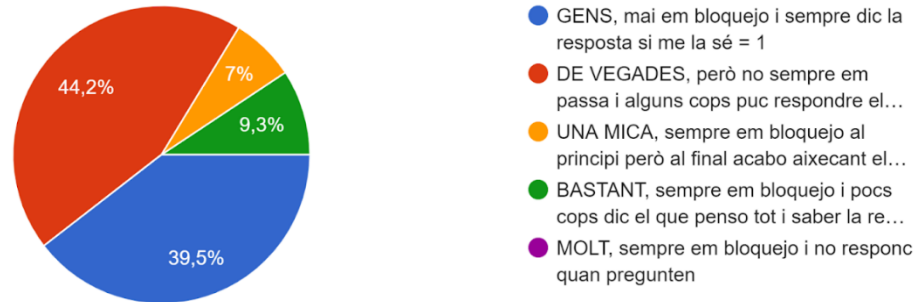 44,2%
7%
9,3%
39,5%
GENS, mai em bloquejo i sempre dic la
resposta si me la sé = 1
DE VEGADES, però no sempre em
passa i alguns cops puc respondre el…
UNA MICA, sempre em bloquejo al
principi però al final acabo aixecant el…
BASTANT, sempre em bloquejo i pocs
cops dic el que penso tot i saber la re…
MOLT, sempre em bloquejo i no responc
quan pregunten